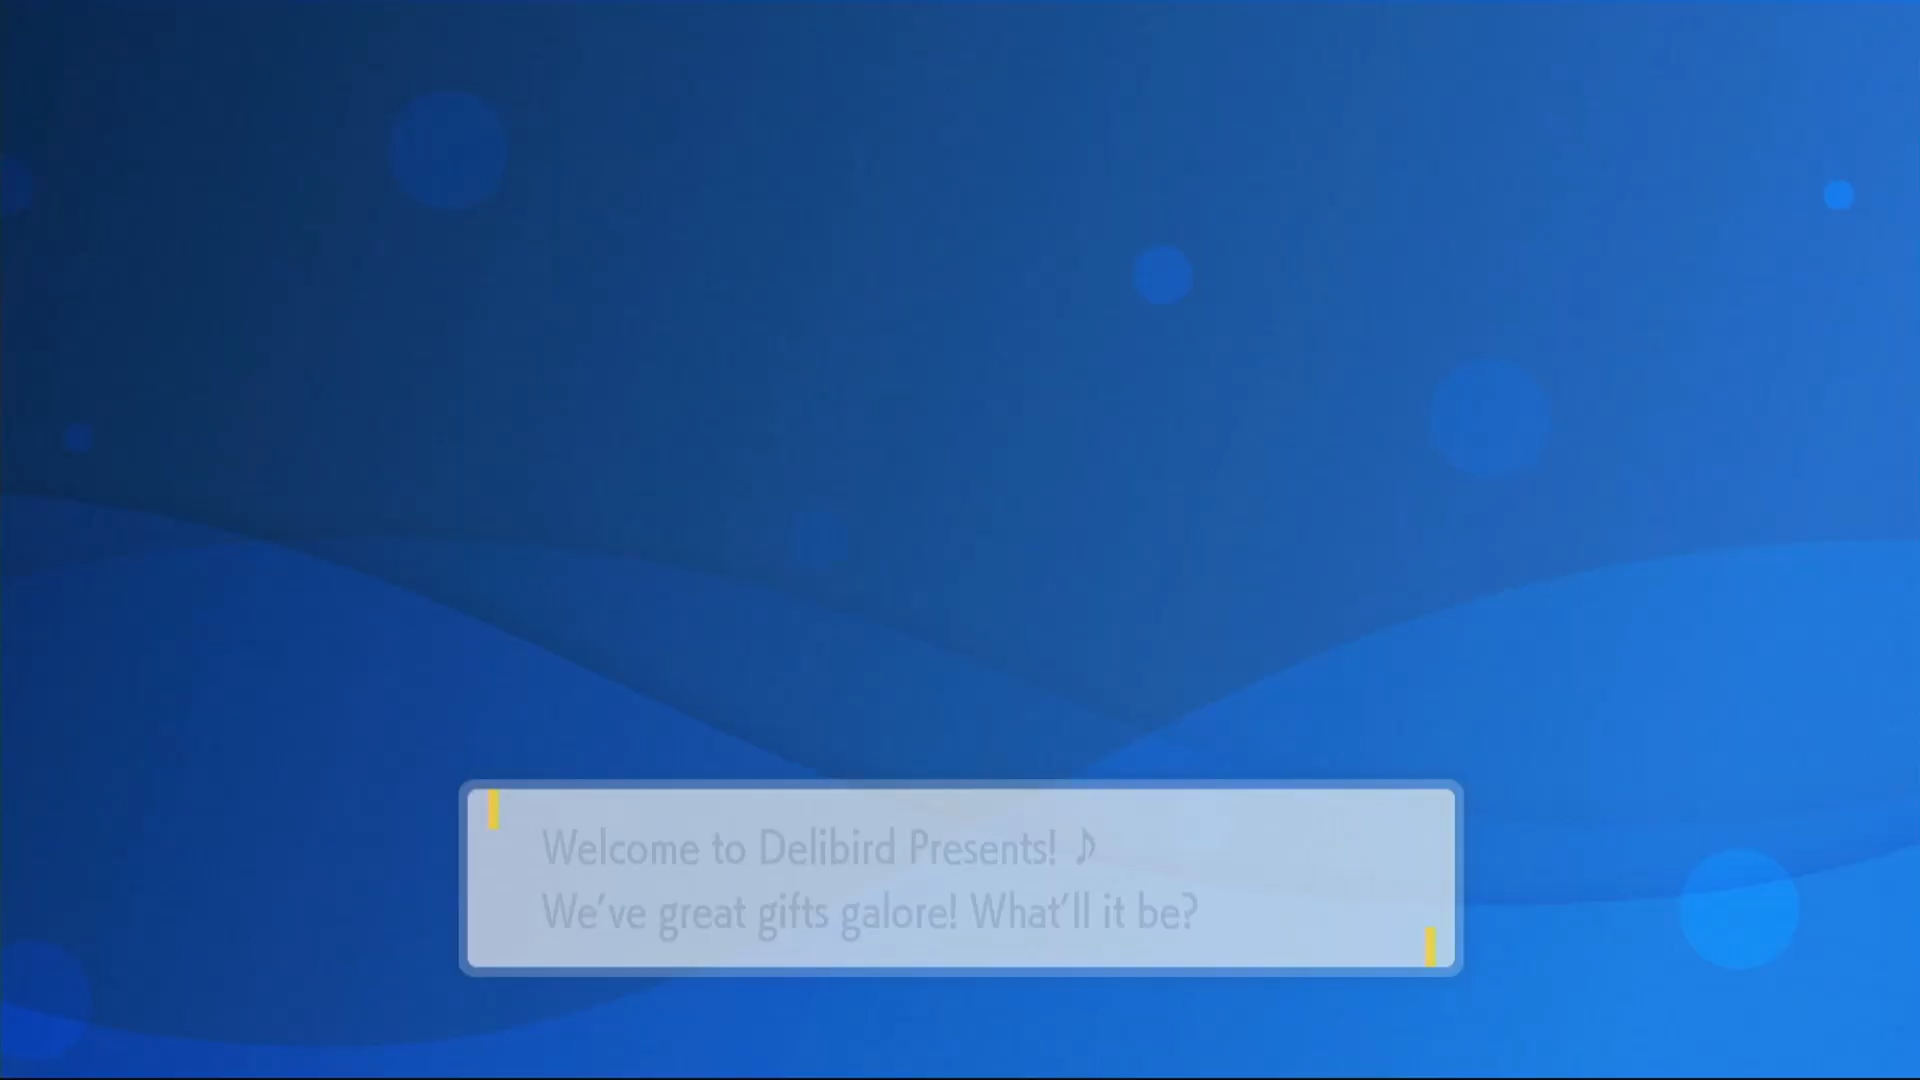 Welcome to Delibird Presents! ♪
We've great gifts galore! What'll it be?